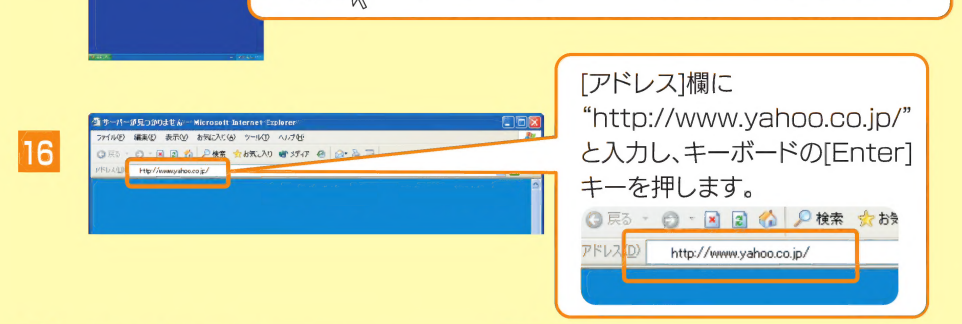 16
サーバーが見つかりません - Microsoft Internet Explorer
ファイル(F) 編集(E) 表示(V) お気に入り(A) ツール(T) ヘルプ(H)
戻る 検索 お気に入り メディア
アドレス(D) http://www.yahoo.co.jp/
[アドレス]欄に
“http://www.yahoo.co.jp/”
と入力し、キーボードの[Enter]
キーを押します。
戻る 検索 お気
アドレス(D) http://www.yahoo.co.jp/